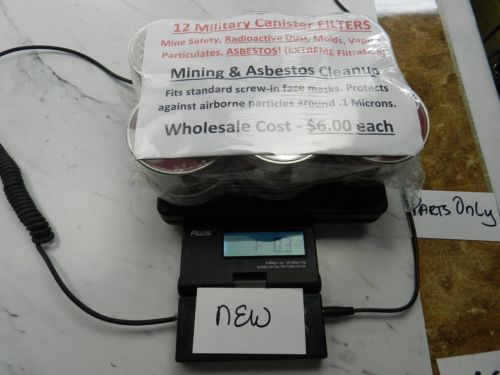 12 Military Canister FILTERS
Mine Safety, Radioactive Dust, Molds, Vapors
Particulates, ASBESTOS! (EXTREME Filtration)
Mining & Asbestos Cleanup
Fits standard screw-in face masks. Protects
against airborne particles around .1 Microns.
Wholesale Cost - $6.00 each
PARTS Only
AWS
NEW